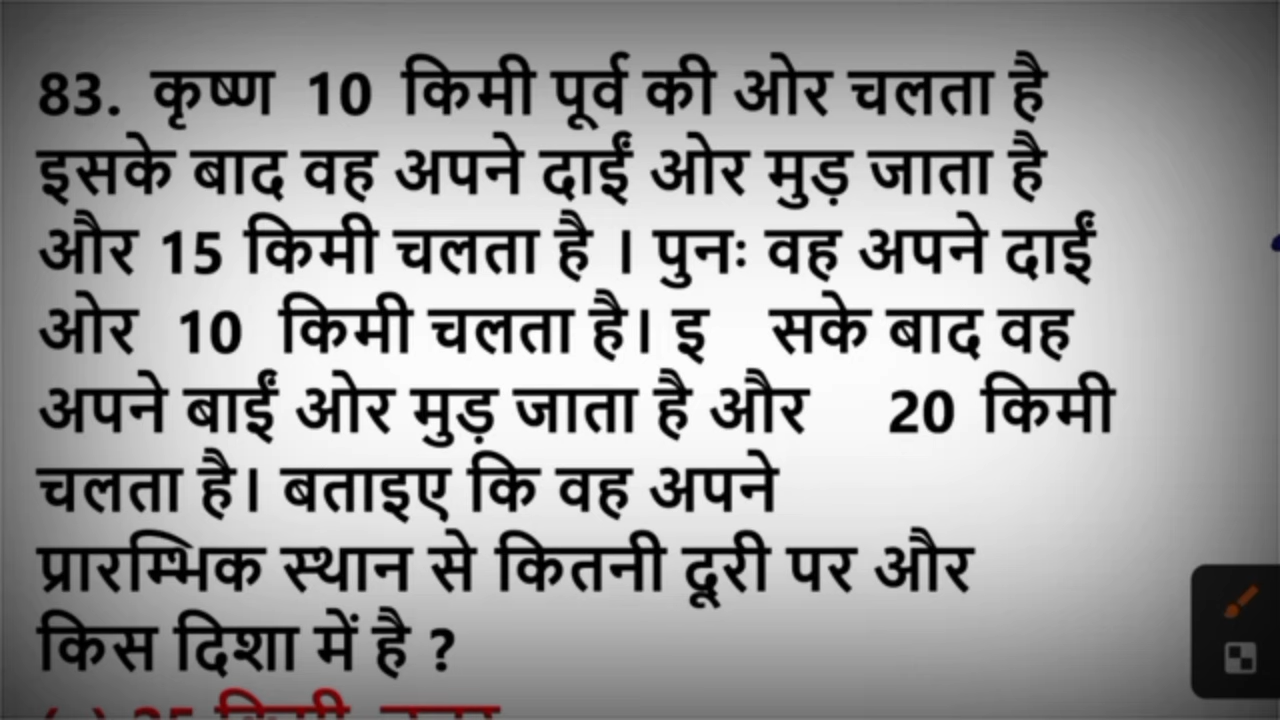 83. कृष्ण 10 किमी पूर्व की ओर चलता है
इसके बाद वह अपने दाईं ओर मुड़ जाता है
और 15 किमी चलता है । पुनः वह अपने दाईं
ओर 10 किमी चलता है। इ सके बाद वह
अपने बाईं ओर मुड़ जाता है और 20 किमी
चलता है। बताइए कि वह अपने
प्रारम्भिक स्थान से कितनी दूरी पर और
किस दिशा में है ?